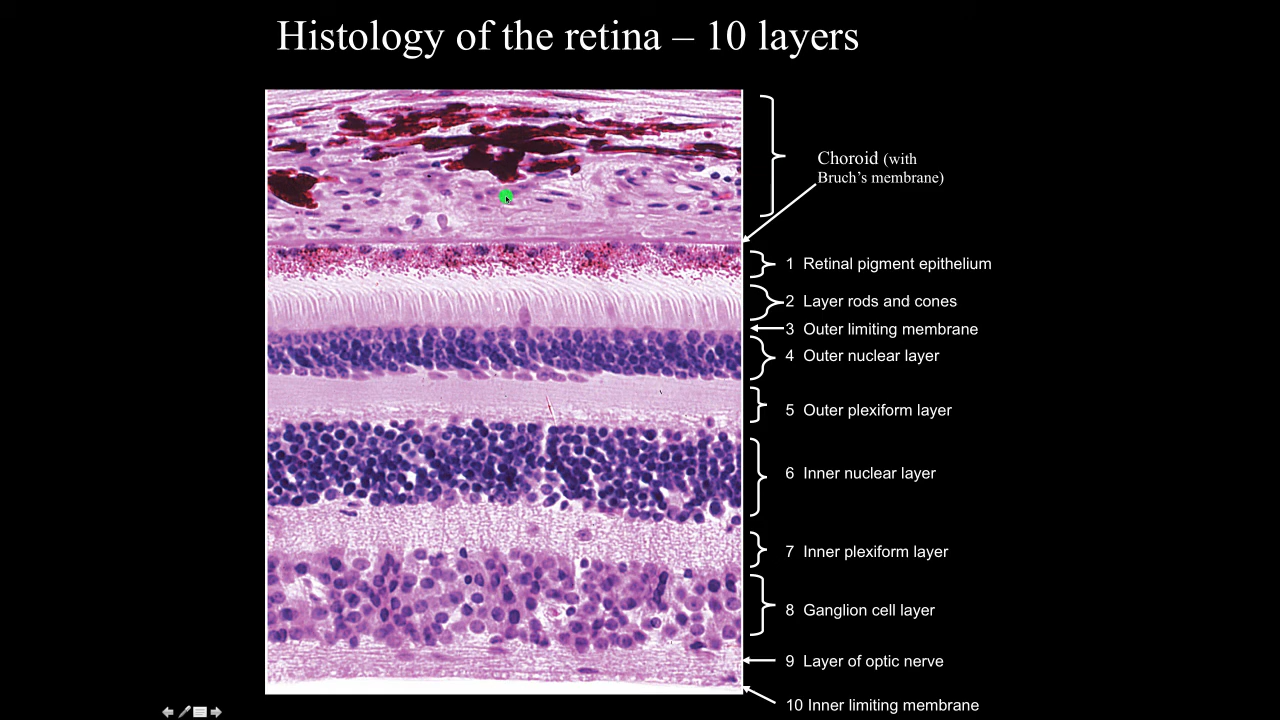 Histology of the retina – 10 layers
Choroid (with
Bruch's membrane)
1 Retinal pigment epithelium
2 Layer rods and cones
3 Outer limiting membrane
4 Outer nuclear layer
5 Outer plexiform layer
6 Inner nuclear layer
7 Inner plexiform layer
8 Ganglion cell layer
9 Layer of optic nerve
10 Inner limiting membrane